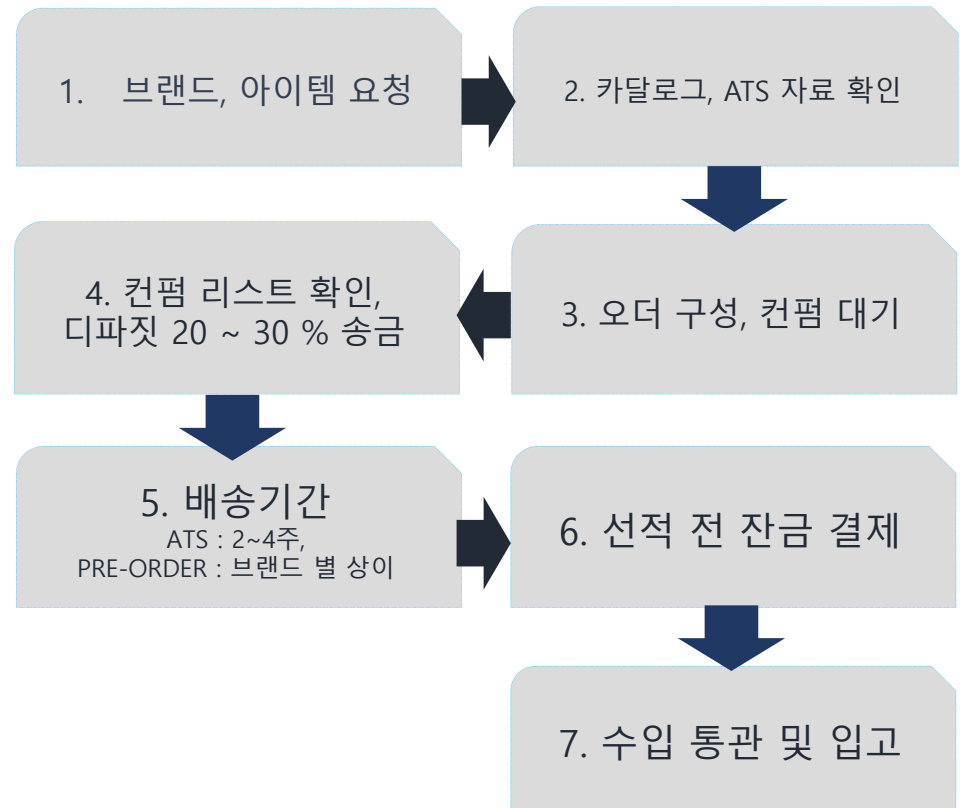 1. 브랜드, 아이템 요청
2. 카달로그, ATS 자료 확인
3. 오더 구성, 컨펌 대기
4. 컨펌 리스트 확인,
디파짓 20 ~ 30 % 송금
5. 배송기간
ATS : 2~4주,
PRE-ORDER : 브랜드 별 상이
6. 선적 전 잔금 결제
7. 수입 통관 및 입고